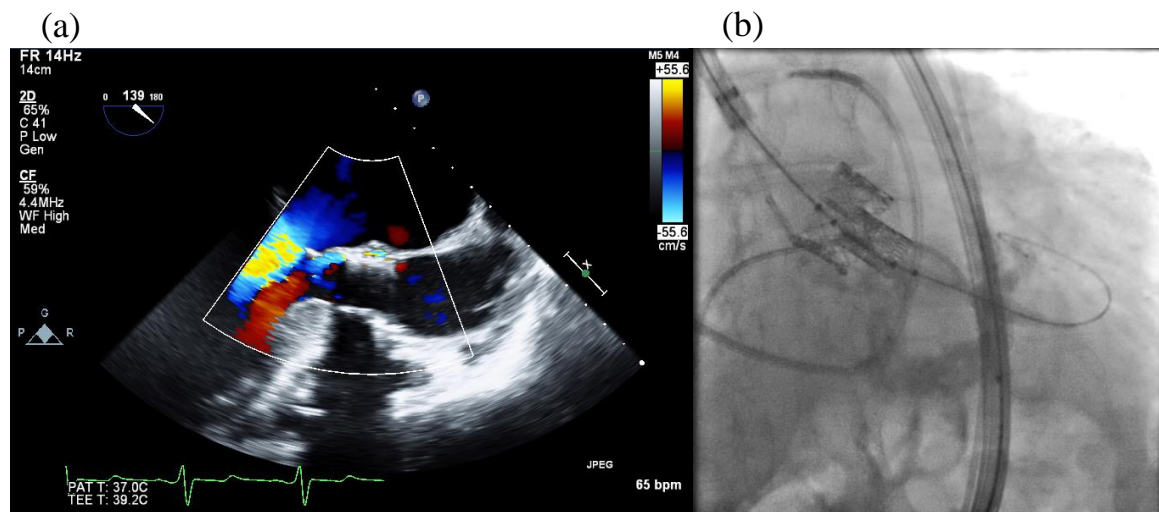 (a)
(b)
FR 14Hz
14cm
2D
65%
C 41
P Low
Gen
CF
59%
4.4MHz
WF High
Med
0 139 180
P
M5 M4
+55.6
-55.6
cm/s
G
P R
x
JPEG
PAT T: 37.0C
TEE T: 39.2C
65 bpm